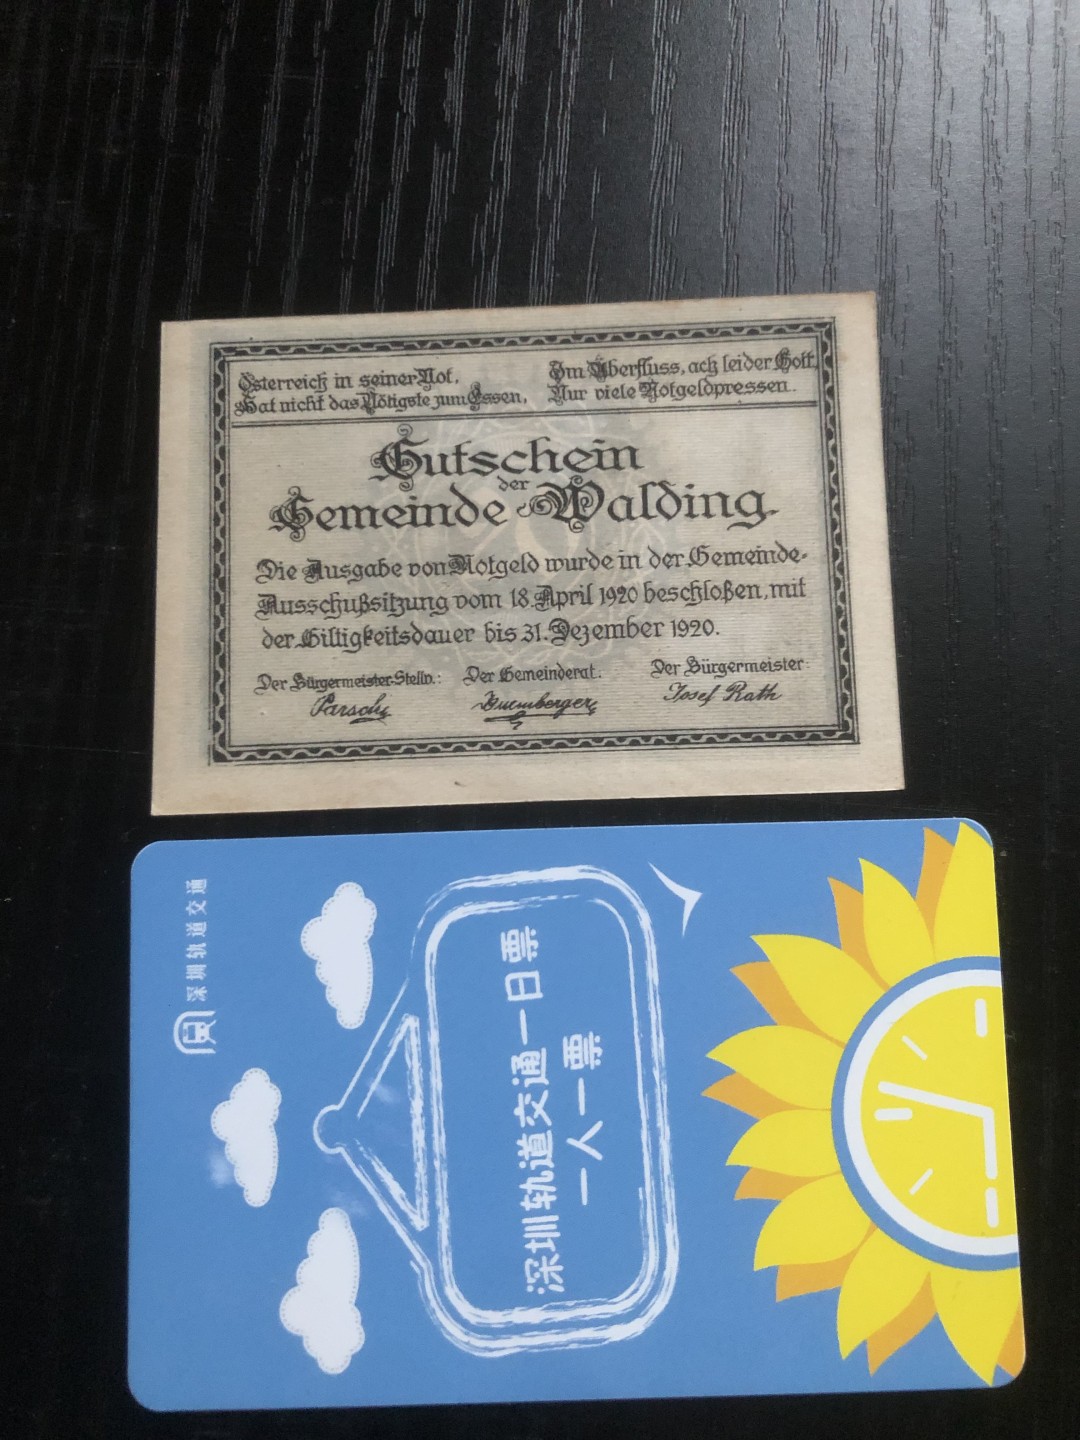 Österreich in seiner Not,
Hat nicht das Nötigste zum Essen,
Im Überfluss, ach leider Gott,
Nur viele Notgeldpressen.
Gutschein
der
Gemeinde Walding.
Die Ausgabe von Notgeld wurde in der Gemeinde-
Ausschußsitzung vom 18. April 1920 beschloßen, mit
der Giltigkeitsdauer bis 31. Dezember 1920.
Der Bürgermeister-Stellv.:
Der Gemeinderat:
Der Bürgermeister:
Josef Rath
深圳轨道交通
深圳轨道交通一日票
一人一票